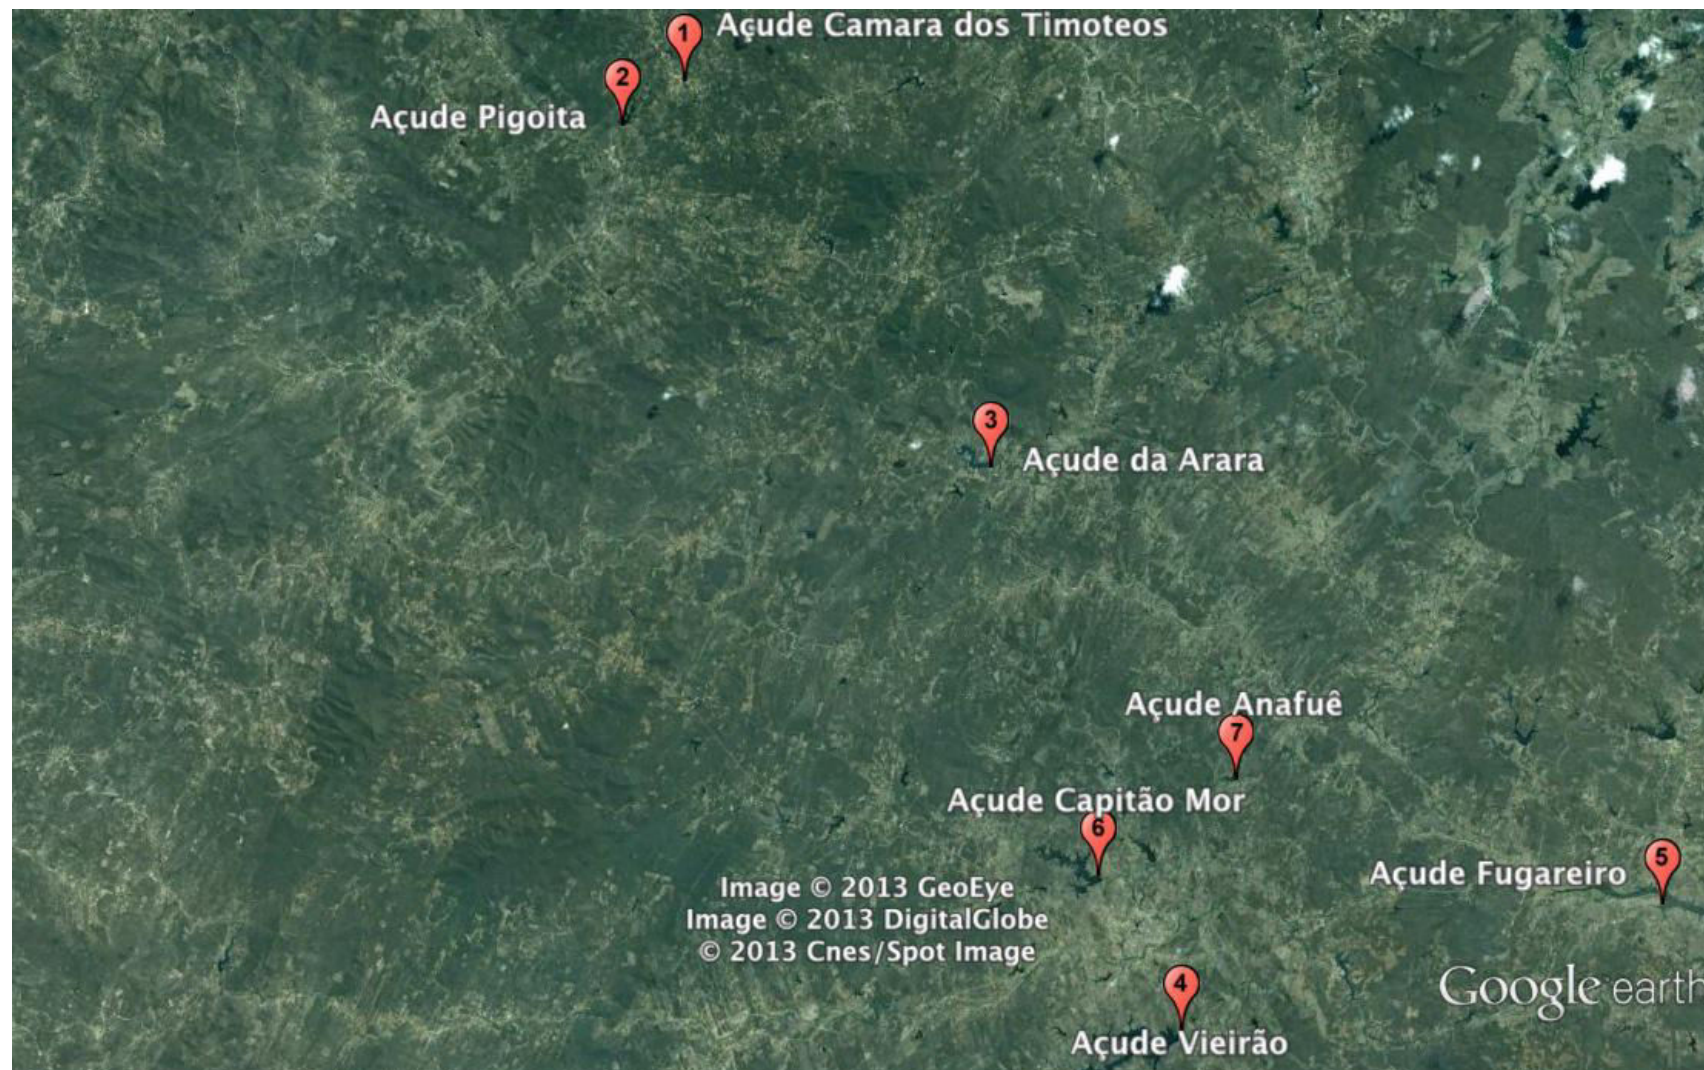 1
Açude Camara dos Timoteos
2
Açude Pigoita
3
Açude da Arara
Açude Anafuê
7
Açude Capitão Mor
6
5
Açude Fugareiro
Image © 2013 GeoEye
Image © 2013 DigitalGlobe
© 2013 Cnes/Spot Image
Google earth
4
Açude Vieirão